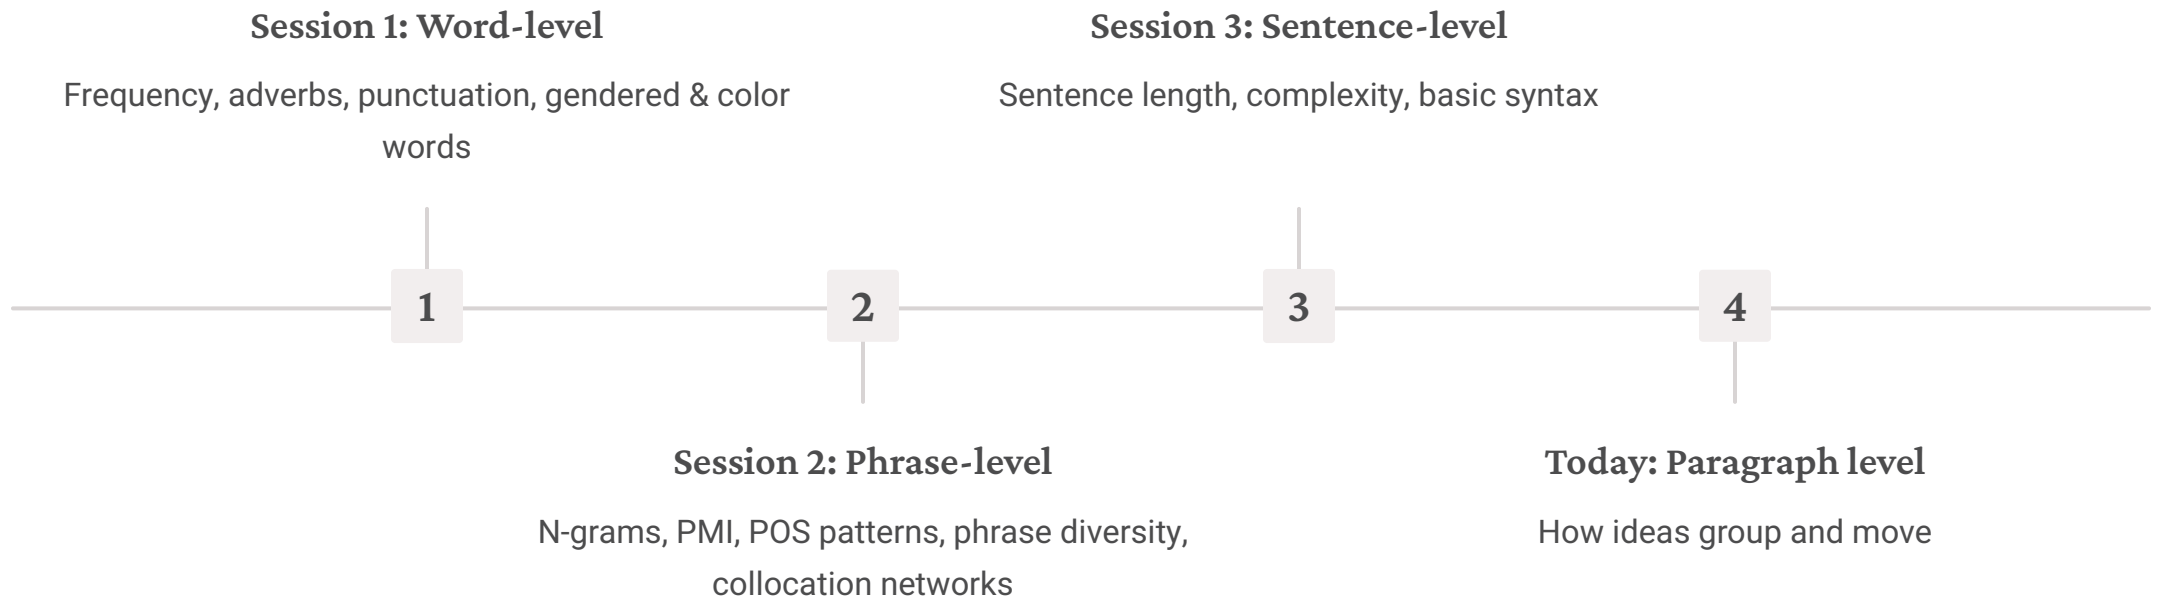 Session 1: Word-level
Frequency, adverbs, punctuation, gendered & color
words
Session 3: Sentence-level
Sentence length, complexity, basic syntax
1
2
3
4
Session 2: Phrase-level
N-grams, PMI, POS patterns, phrase diversity,
collocation networks
Today: Paragraph level
How ideas group and move